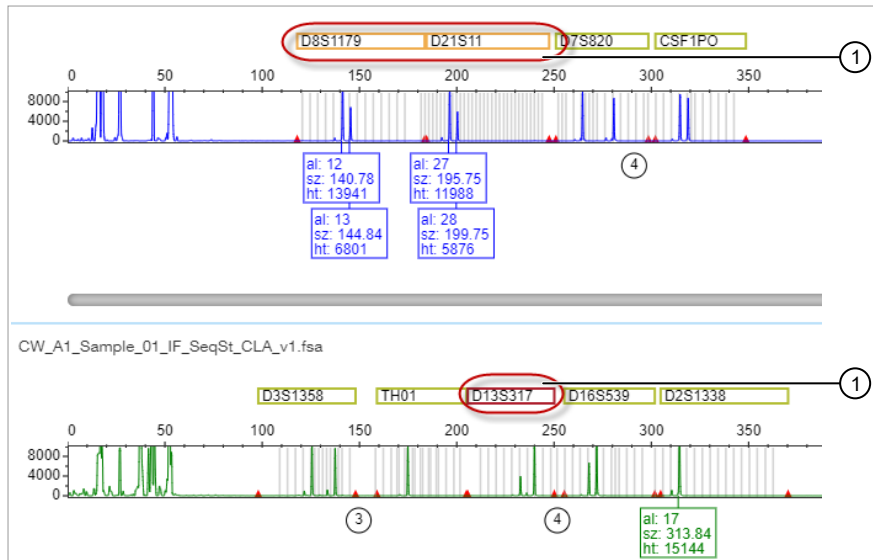 D8S1179 D21S11 D7S820 CSF1PO
1
0 50 100 150 200 250 300 350
8000
4000
0
4
al: 12
sz: 140.78
ht: 13941
al: 27
sz: 195.75
ht: 11988
al: 13
sz: 144.84
ht: 6801
al: 28
sz: 199.75
ht: 5876
CW_A1_Sample_01_IF_SeqSt_CLA_v1.fsa
1
D3S1358 TH01 D13S317 D16S539 D2S1338
0 50 100 150 200 250 300 350
8000
4000
0
3 4
al: 17
sz: 313.84
ht: 15144